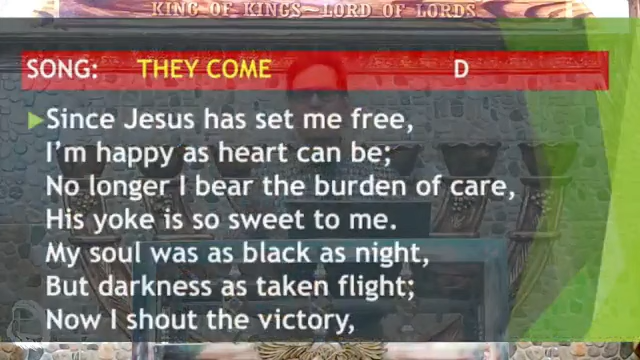 KING OF KINGS-LORD OF LORDS
SONG: THEY COME D
Since Jesus has set me free,
I'm happy as heart can be;
No longer I bear the burden of care,
His yoke is so sweet to me.
My soul was as black as night,
But darkness as taken flight;
Now I shout the victory,